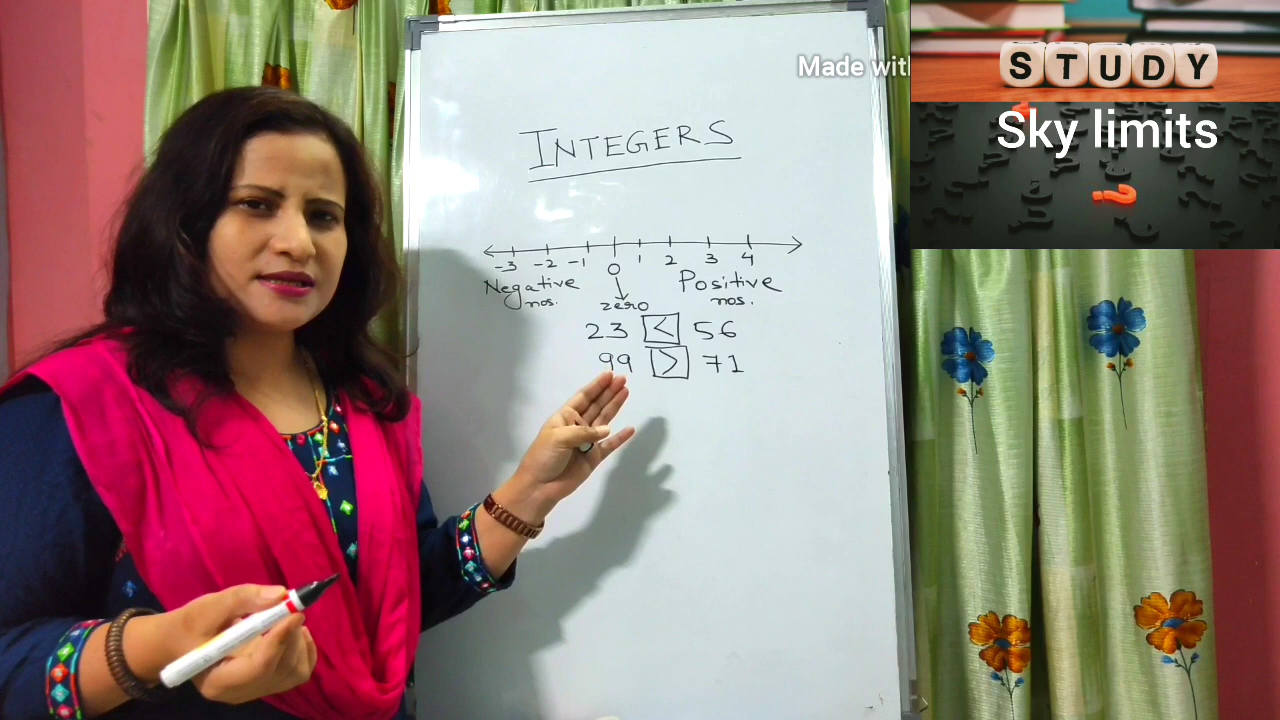 Made with
STUDY
Sky limits
INTEGERS
-3 -2 -1 0 1 2 3 4
Negative nos.
zero
Positive nos.
23 < 56
99 > 71